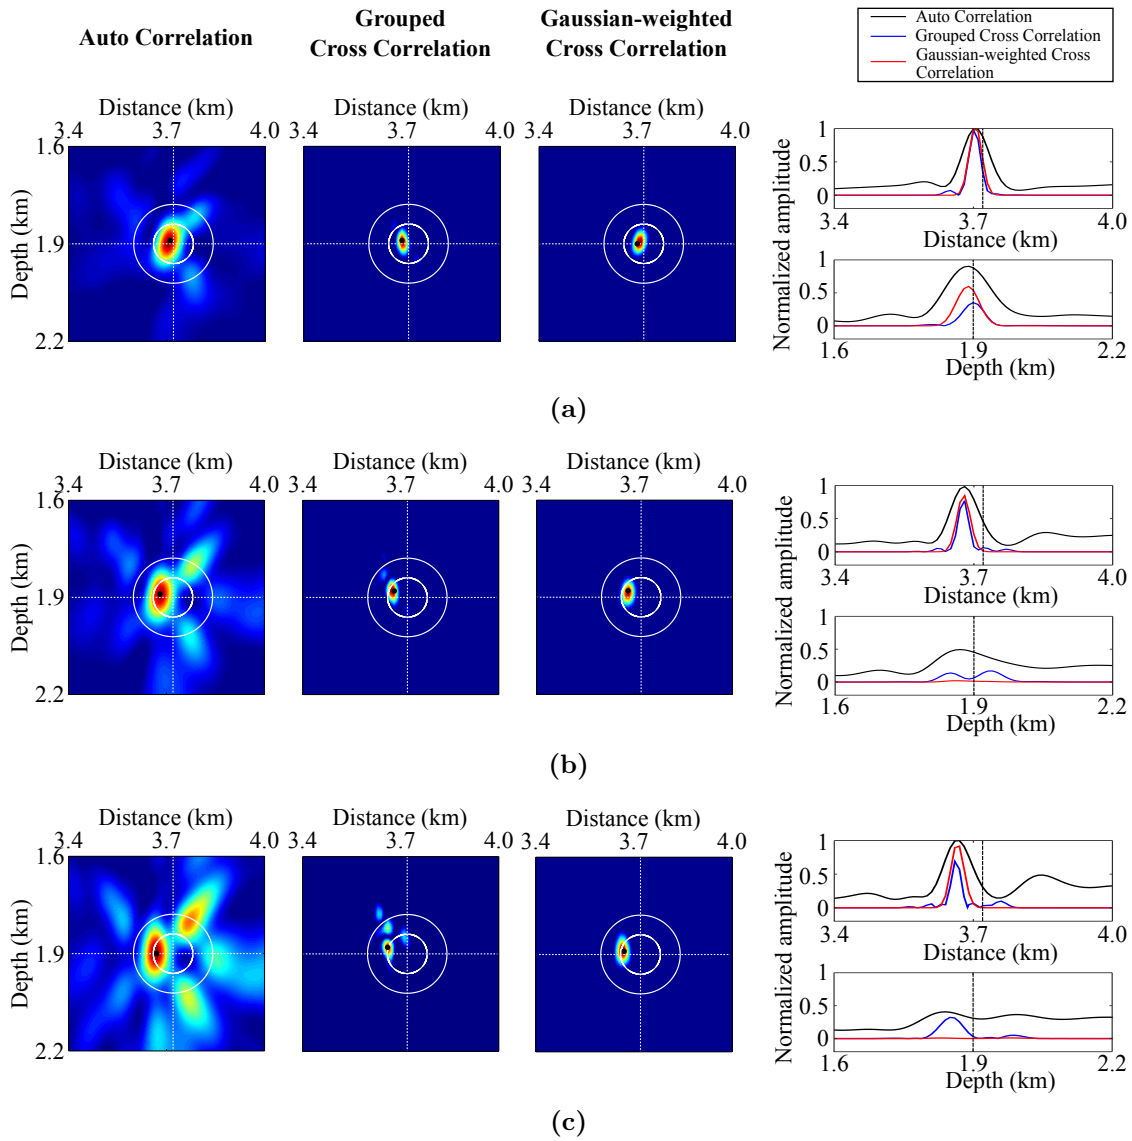 Auto Correlation
Grouped
Cross Correlation
Gaussian-weighted
Cross Correlation
Auto Correlation
Grouped Cross Correlation
Gaussian-weighted Cross
Correlation
Distance (km)
3.4 3.7 4.0
Distance (km)
3.4 3.7 4.0
Distance (km)
3.4 3.7 4.0
Depth (km)
1.6
1.9
2.2
Normalized amplitude
1
0.5
0
3.4 3.7 4.0
Distance (km)
1
0.5
0
1.6 1.9 2.2
Depth (km)
(a)
Distance (km)
3.4 3.7 4.0
Distance (km)
3.4 3.7 4.0
Distance (km)
3.4 3.7 4.0
Depth (km)
1.6
1.9
2.2
Normalized amplitude
1
0.5
0
3.4 3.7 4.0
Distance (km)
1
0.5
0
1.6 1.9 2.2
Depth (km)
(b)
Distance (km)
3.4 3.7 4.0
Distance (km)
3.4 3.7 4.0
Distance (km)
3.4 3.7 4.0
Depth (km)
1.6
1.9
2.2
Normalized amplitude
1
0.5
0
3.4 3.7 4.0
Distance (km)
1
0.5
0
1.6 1.9 2.2
Depth (km)
(c)